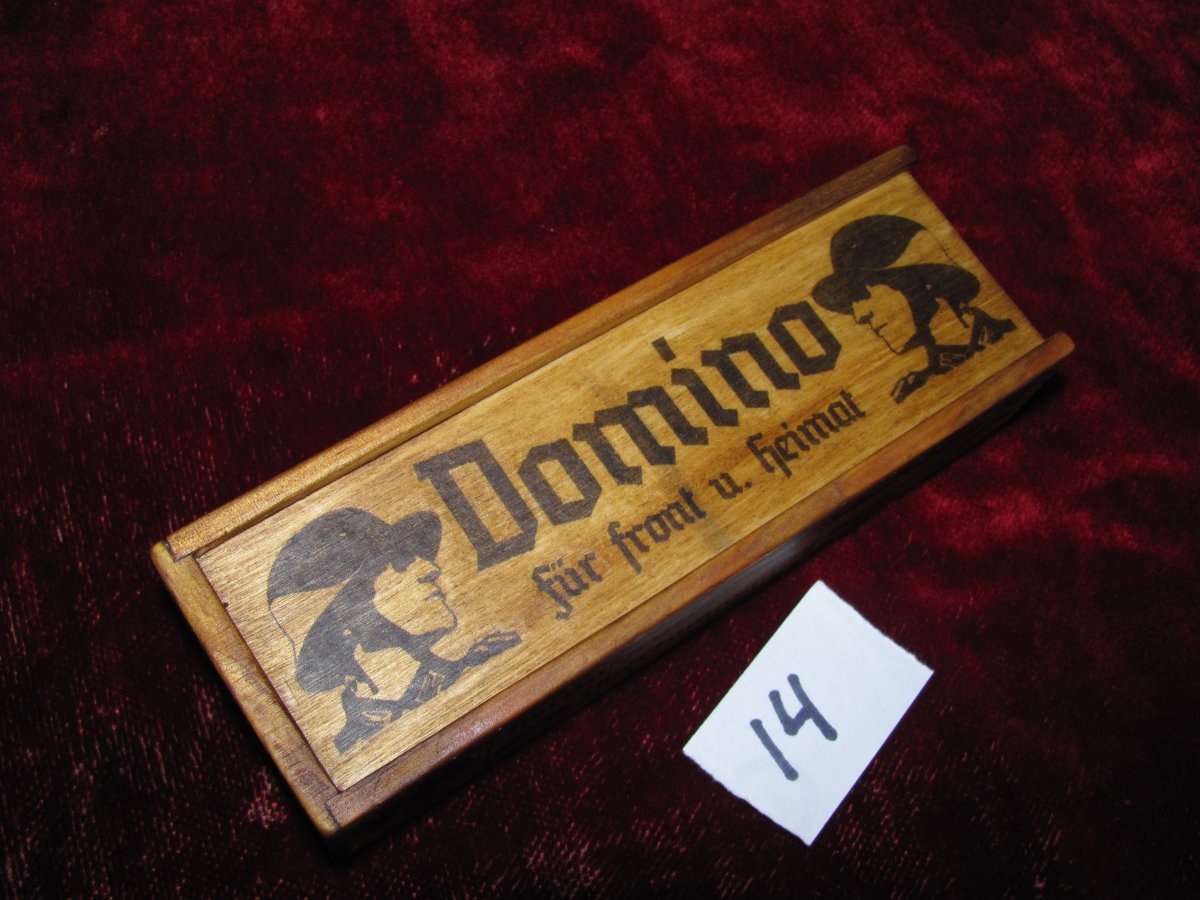 Domino
für front u. heimat
14